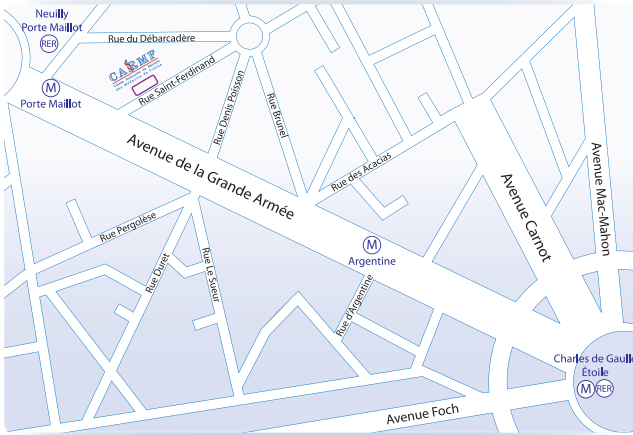 Neuilly
Porte Maillot
RER
M
Porte Maillot
Rue du Débarcadère
CARMF
Rue Saint-Ferdinand
Rue Denis Poisson
Rue Brunel
Avenue de la Grande Armée
Rue des Acacias
Avenue Carnot
Avenue Mac-Mahon
M
Argentine
Rue Pergolèse
Rue Duret
Rue Le Sueur
Rue d'Argentine
Charles de Gaulle
Étoile
M RER
Avenue Foch